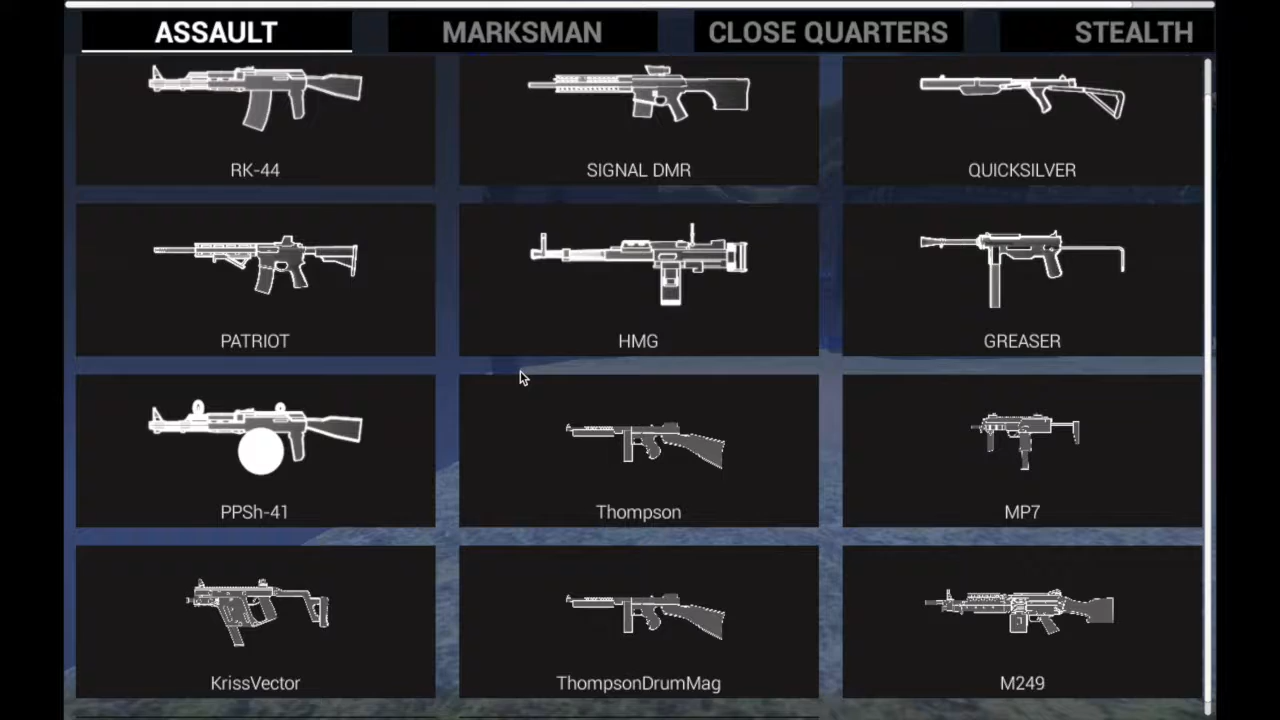 ASSAULT
MARKSMAN
CLOSE QUARTERS
STEALTH
RK-44
SIGNAL DMR
QUICKSILVER
PATRIOT
HMG
GREASER
PPSh-41
Thompson
MP7
KrissVector
ThompsonDrumMag
M249